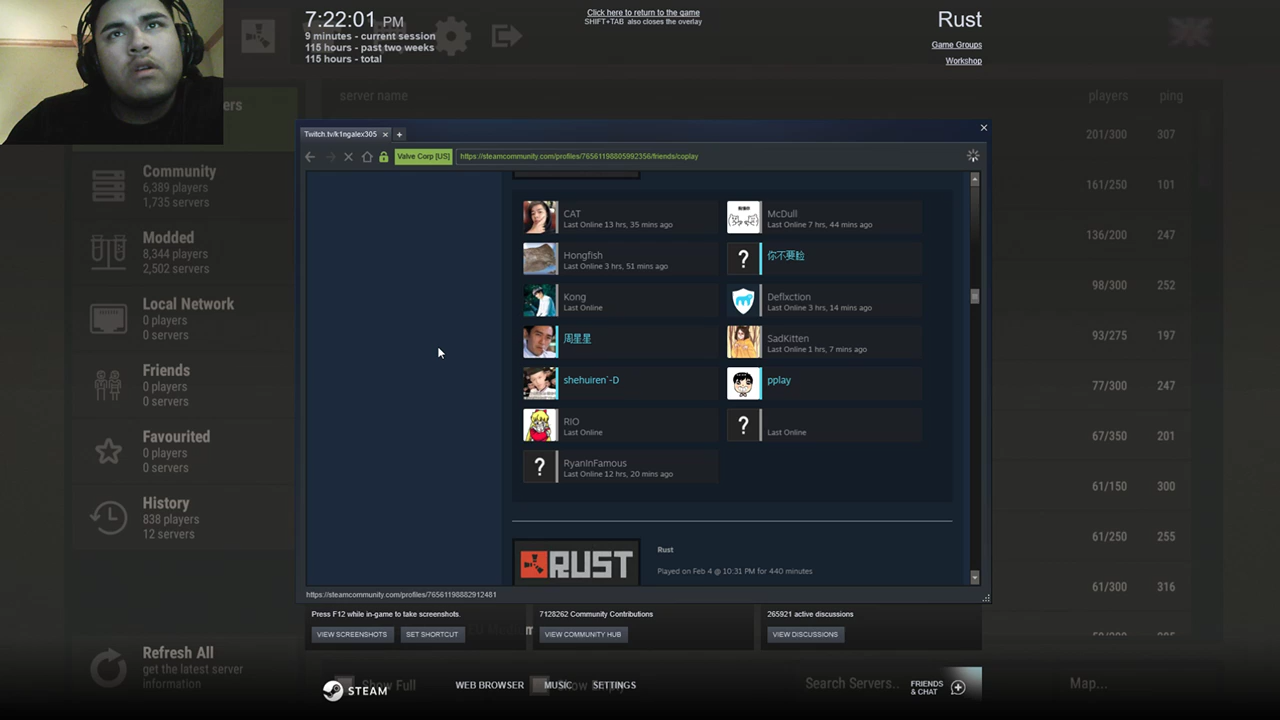 7:22:01 PM
9 minutes - current session
115 hours - past two weeks
115 hours - total
Click here to return to the game
SHIFT+TAB also closes the overlay
Rust
Game Groups
Workshop
server name
players
ping
201/300 307
161/250 101
136/200 247
98/300 252
93/275 197
77/300 247
67/350 201
61/150 300
61/250 255
61/300 316
Community
6,389 players
1,735 servers
Modded
8,344 players
2,502 servers
Local Network
0 players
0 servers
Friends
0 players
0 servers
Favourited
0 players
0 servers
History
838 players
12 servers
Refresh All
get the latest server
information
Twitch.tv/k1ngalex305
Valve Corp [US]
https://steamcommunity.com/profiles/76561198805992356/friends/coplay
CAT
Last Online 13 hrs, 35 mins ago
McDull
Last Online 7 hrs, 44 mins ago
Hongfish
Last Online 3 hrs, 51 mins ago
你不要脸
Kong
Last Online
Deflxction
Last Online 3 hrs, 14 mins ago
周星星
SadKitten
Last Online 1 hrs, 7 mins ago
shehuiren`-D
pplay
RIO
Last Online
Last Online
RyanInFamous
Last Online 12 hrs, 20 mins ago
RUST
Rust
Played on Feb 4 @ 10:31 PM for 440 minutes
https://steamcommunity.com/profiles/76561198882912481
Press F12 while in-game to take screenshots.
VIEW SCREENSHOTS
SET SHORTCUT
7128262 Community Contributions
VIEW COMMUNITY HUB
265921 active discussions
VIEW DISCUSSIONS
STEAM
Show Full
WEB BROWSER
MUSIC
SETTINGS
Search Servers..
FRIENDS
& CHAT
Map...